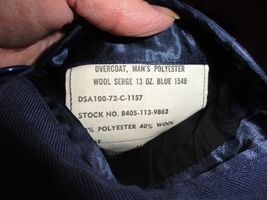 OVERCOAT, MAN'S POLYESTER
WOOL SERGE 13 OZ. BLUE 1549
DSA100-72-C-1157
STOCK NO. 8405-113-9862
% POLYESTER 40% WOOL